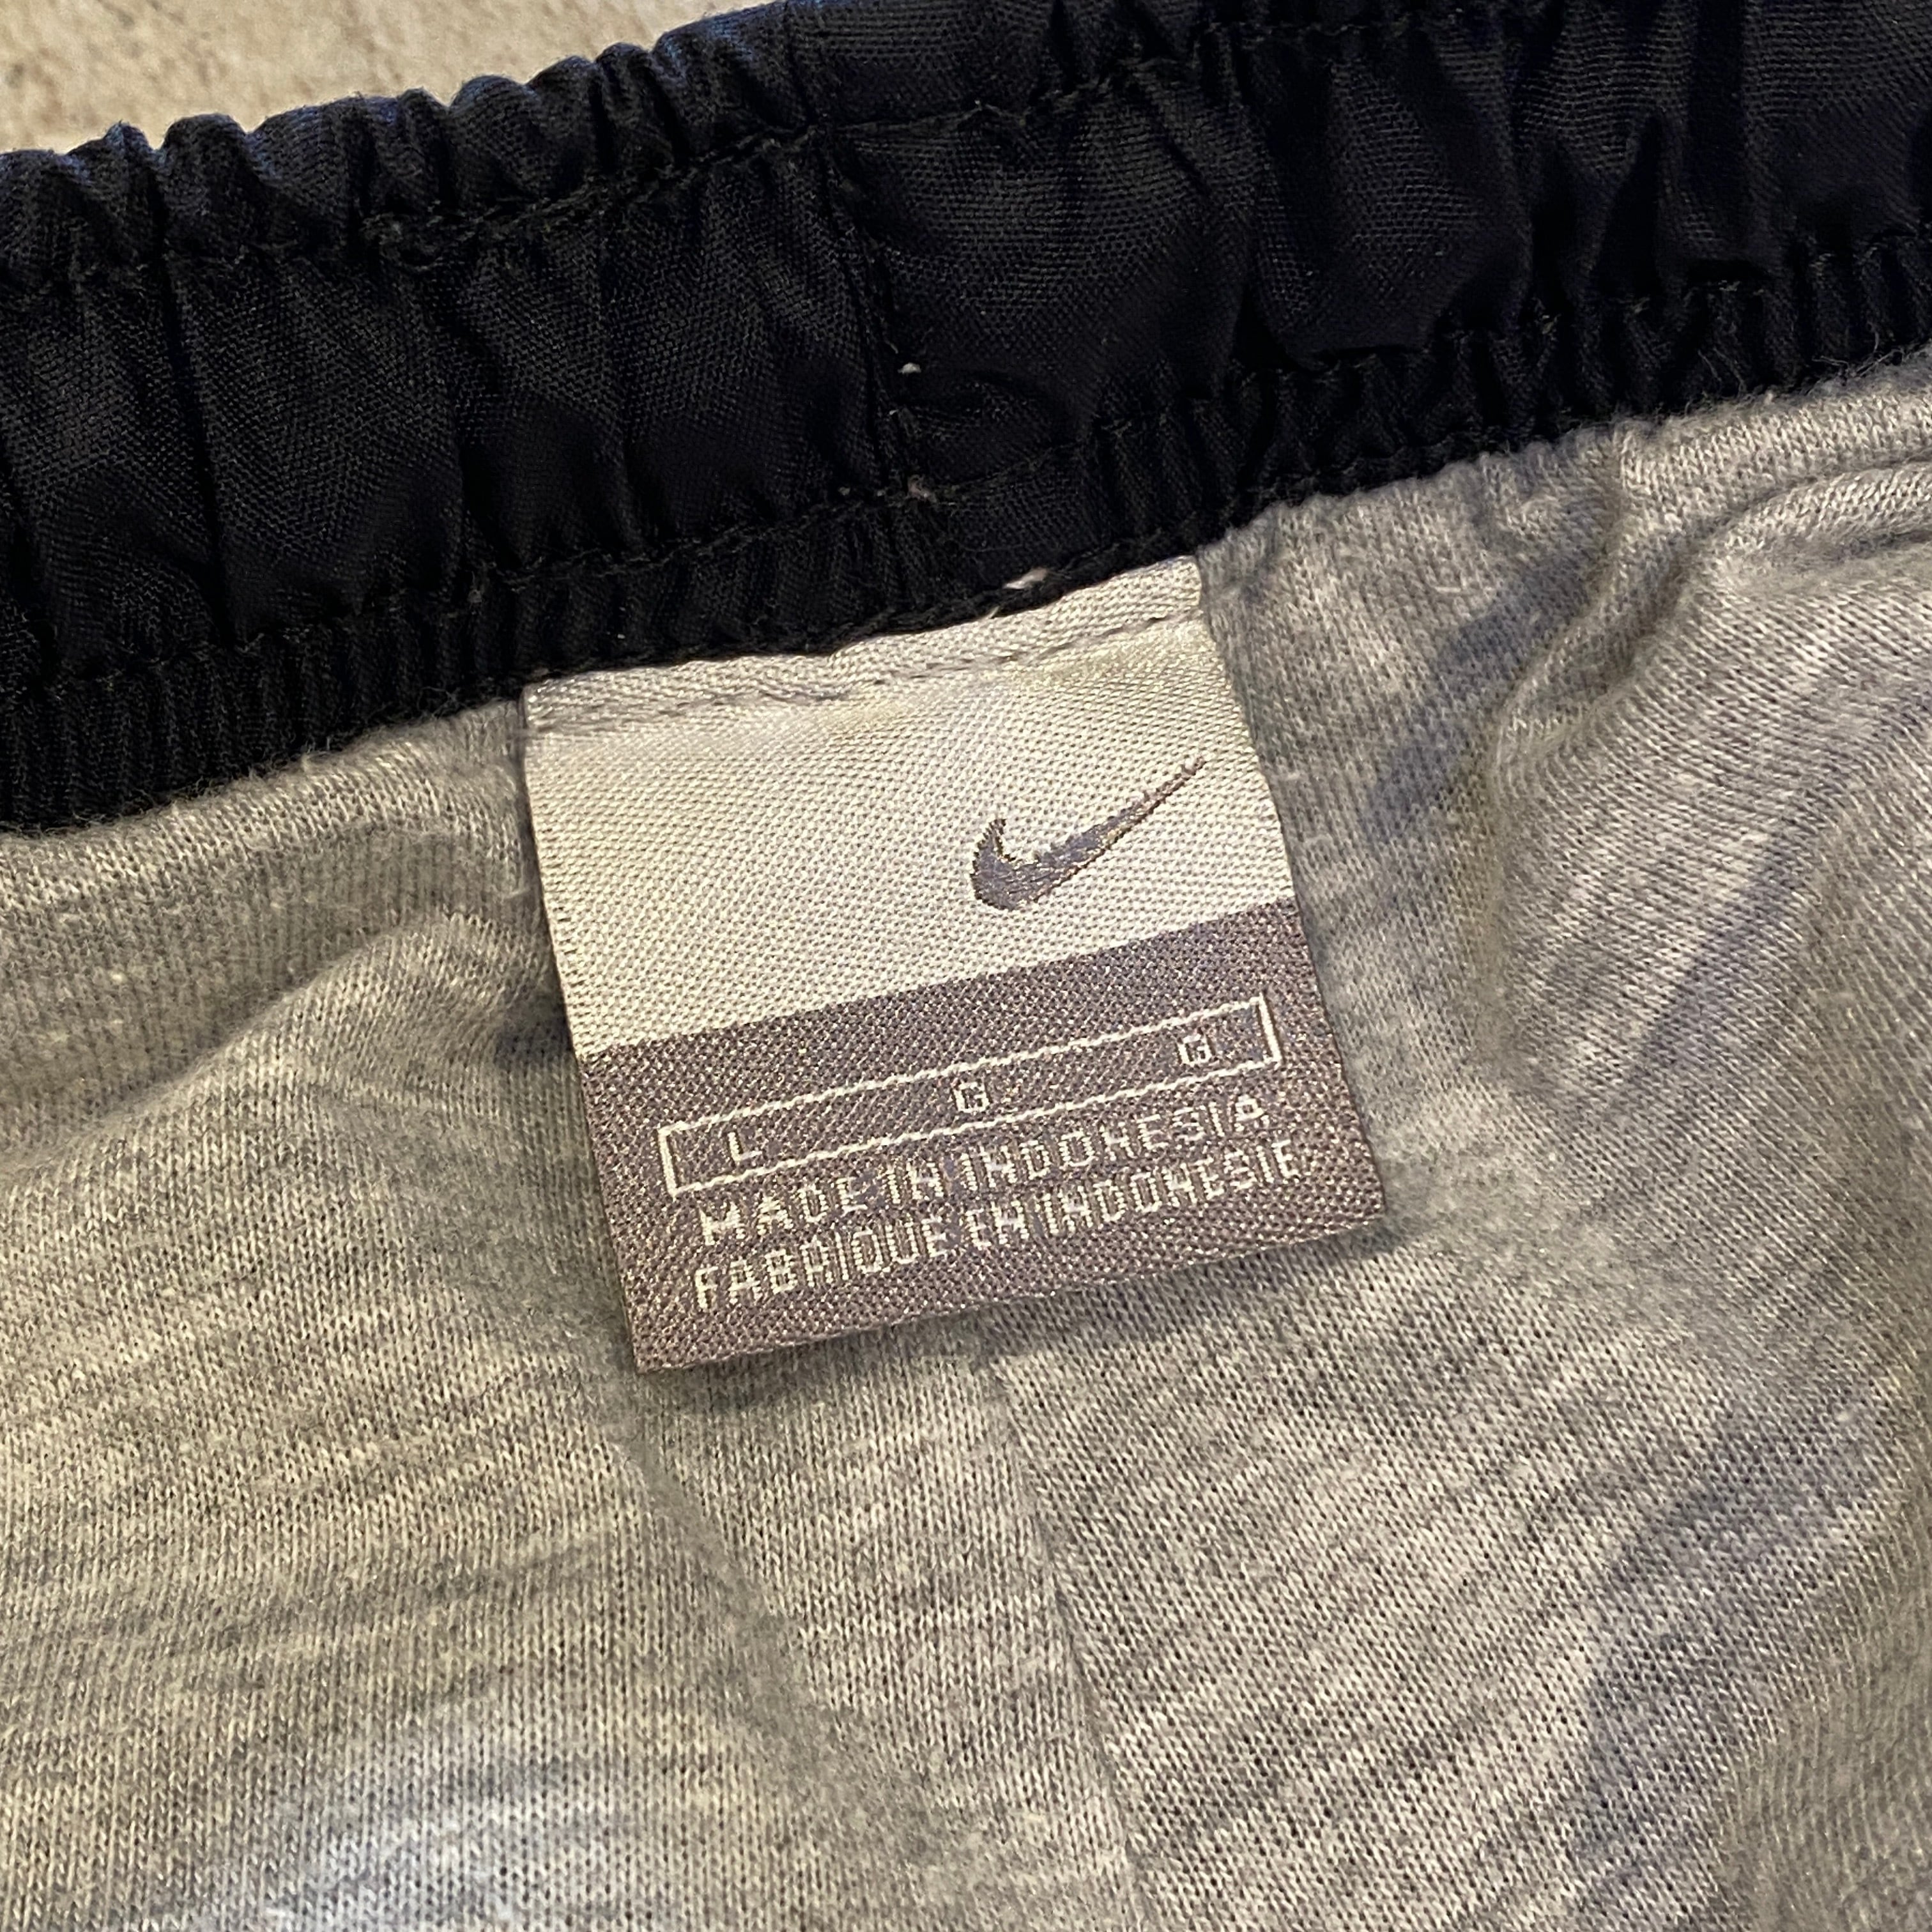 L G G
MADE IN INDONESIA
FABRIQUE EN INDONESIE